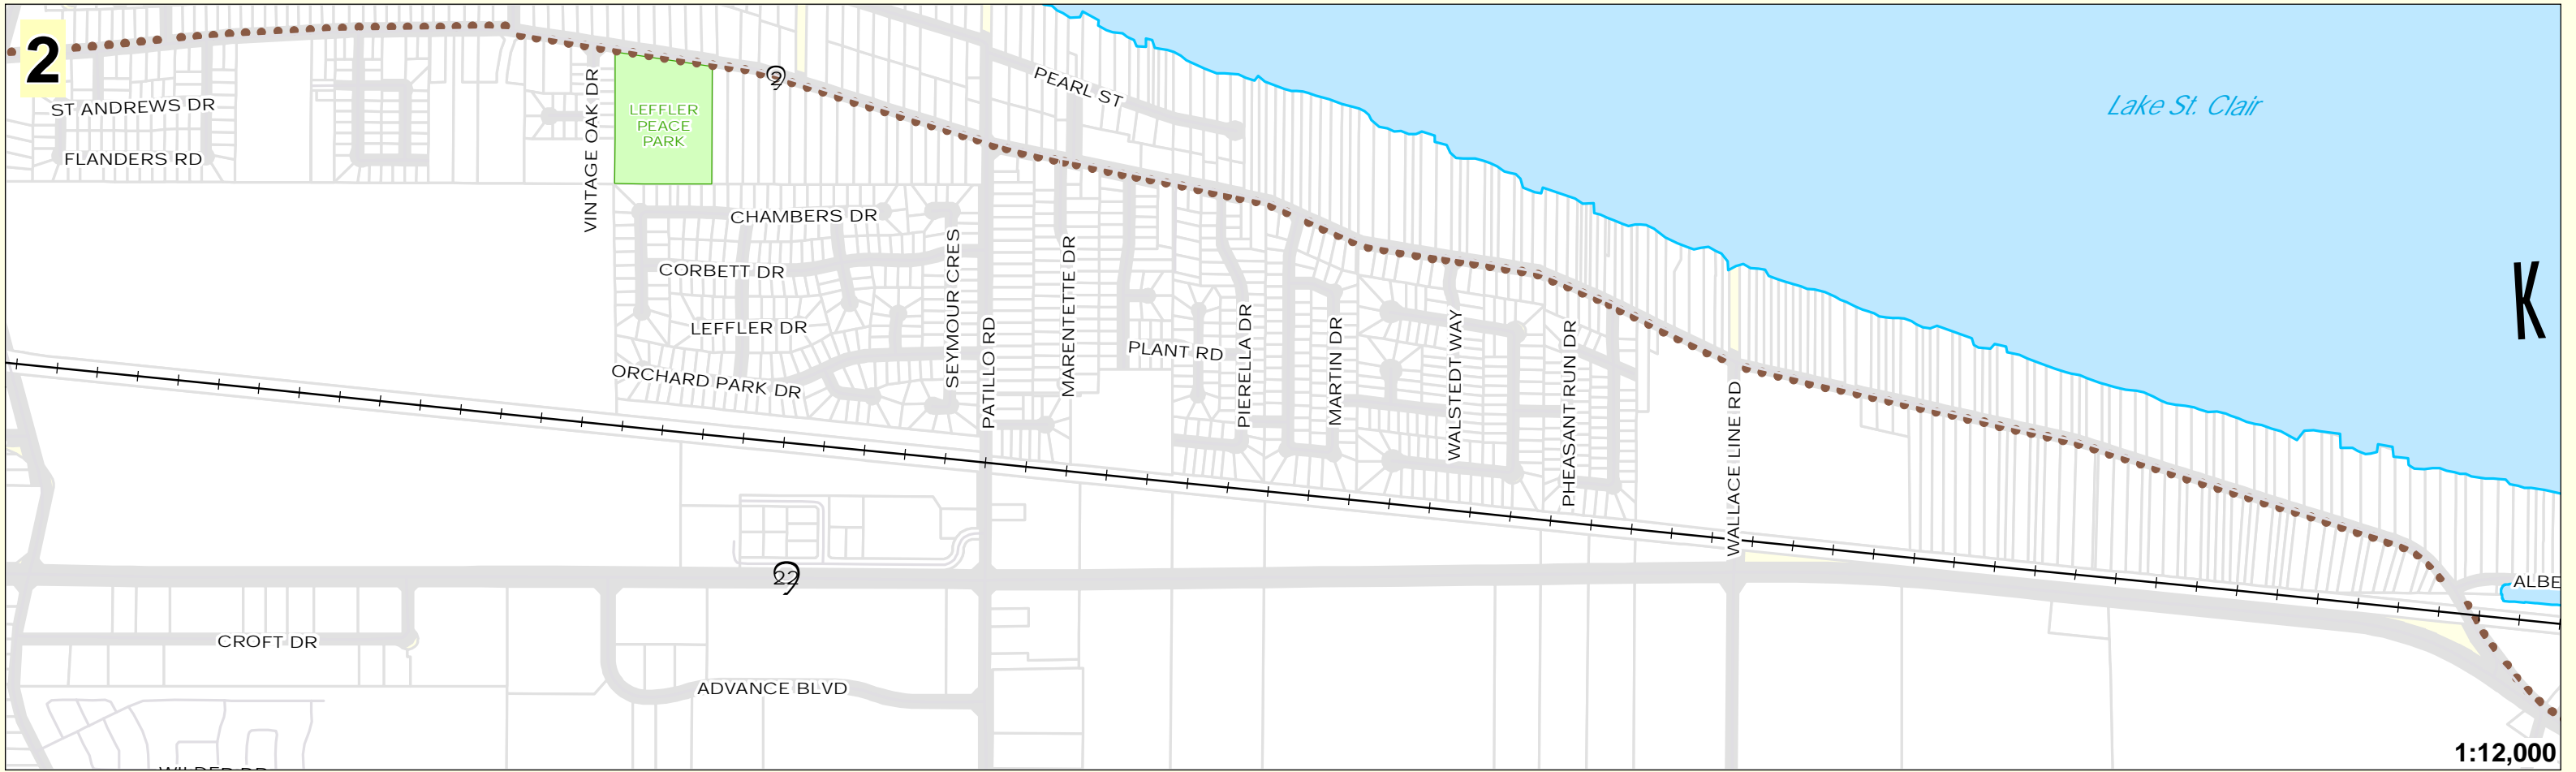 2
ST ANDREWS DR
FLANDERS RD
VINTAGE OAK DR
LEFFLER
PEACE
PARK
2
PEARL ST
Lake St. Clair
CHAMBERS DR
CORBETT DR
LEFFLER DR
ORCHARD PARK DR
SEYMOUR CRES
PATILLO RD
MARENTETTE DR
PLANT RD
PIERELLA DR
MARTIN DR
WALSTEDT WAY
PHEASANT RUN DR
WALLACE LINE RD
K
22
ALBE
CROFT DR
ADVANCE BLVD
1:12,000